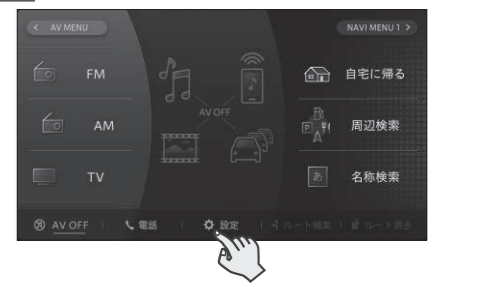 < AV MENU
NAVI MENU 1 >
FM
自宅に帰る
AV OFF
AM
周辺検索
P
TV
あ
名称検索
AV OFF
電話
設定
ルート編集
ルート消去